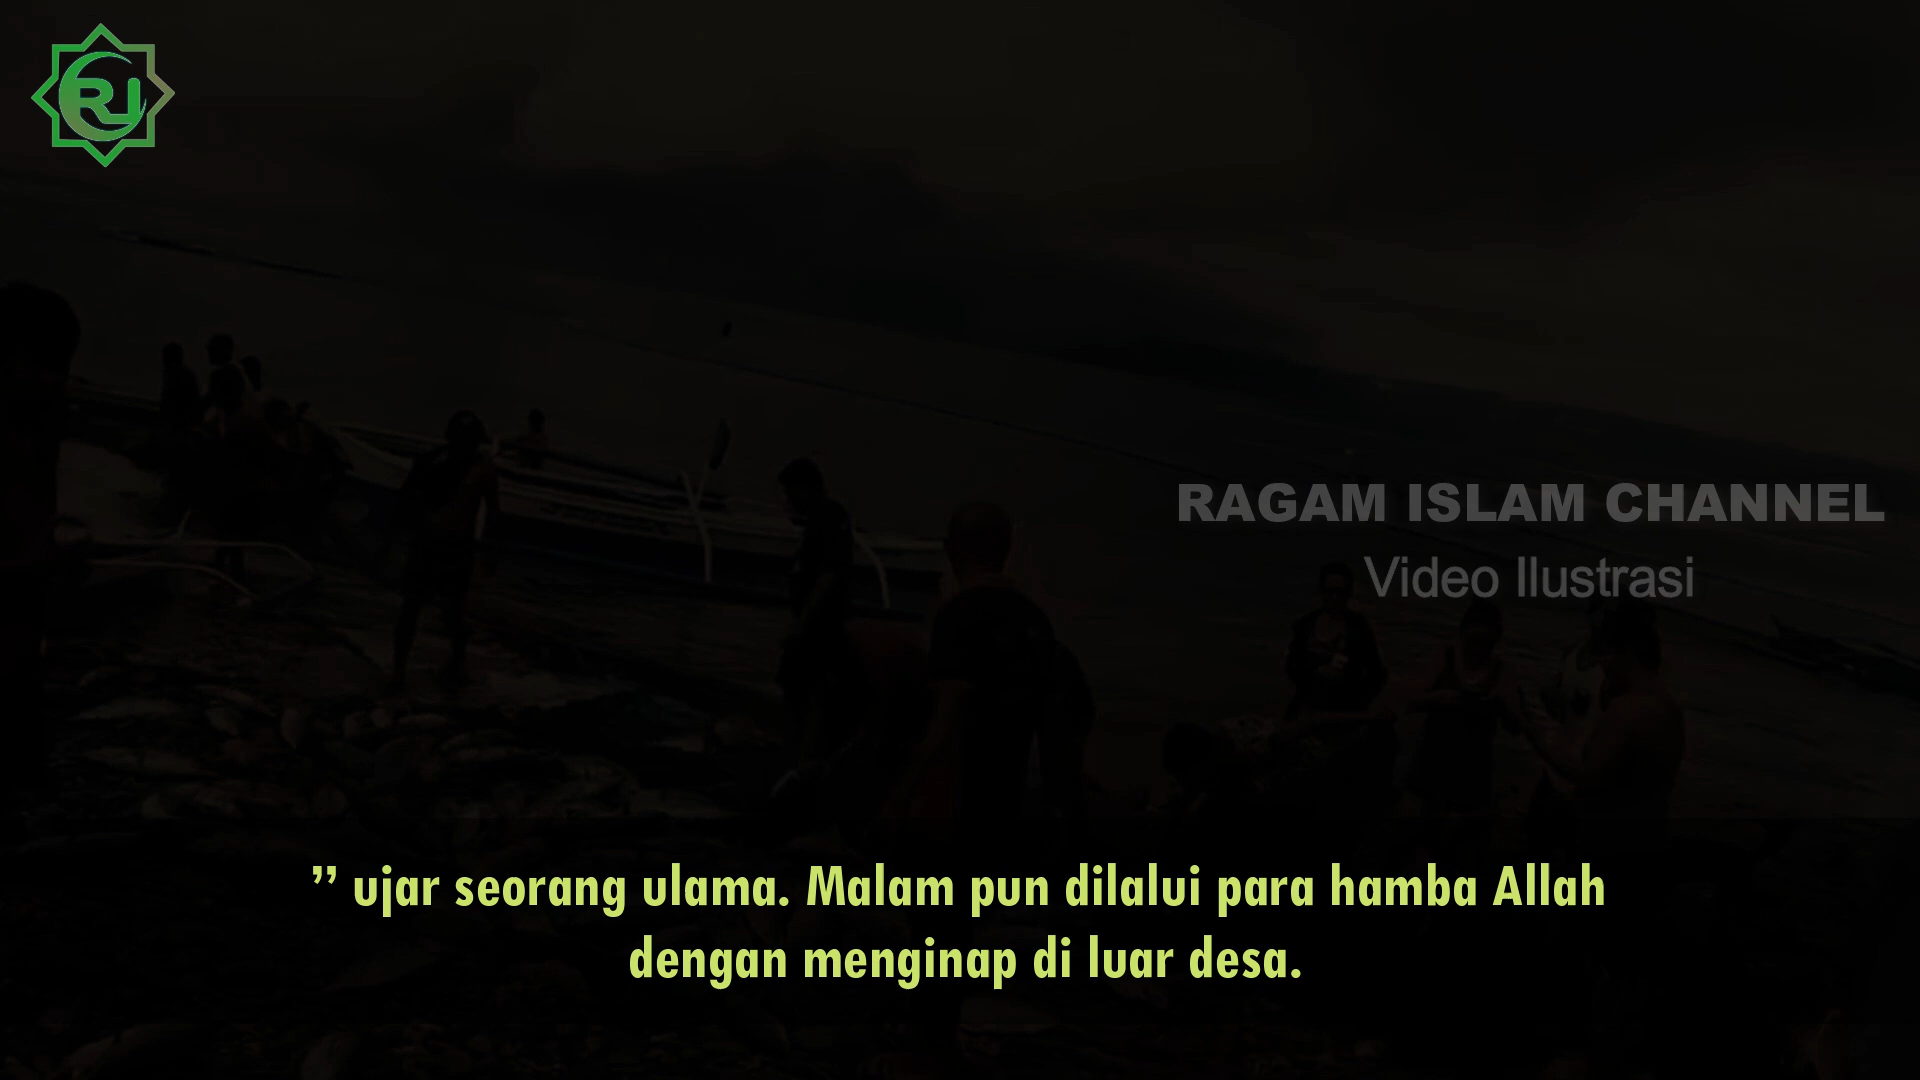 RI
RAGAM ISLAM CHANNEL
Video Ilustrasi
” ujar seorang ulama. Malam pun dilalui para hamba Allah
dengan menginap di luar desa.